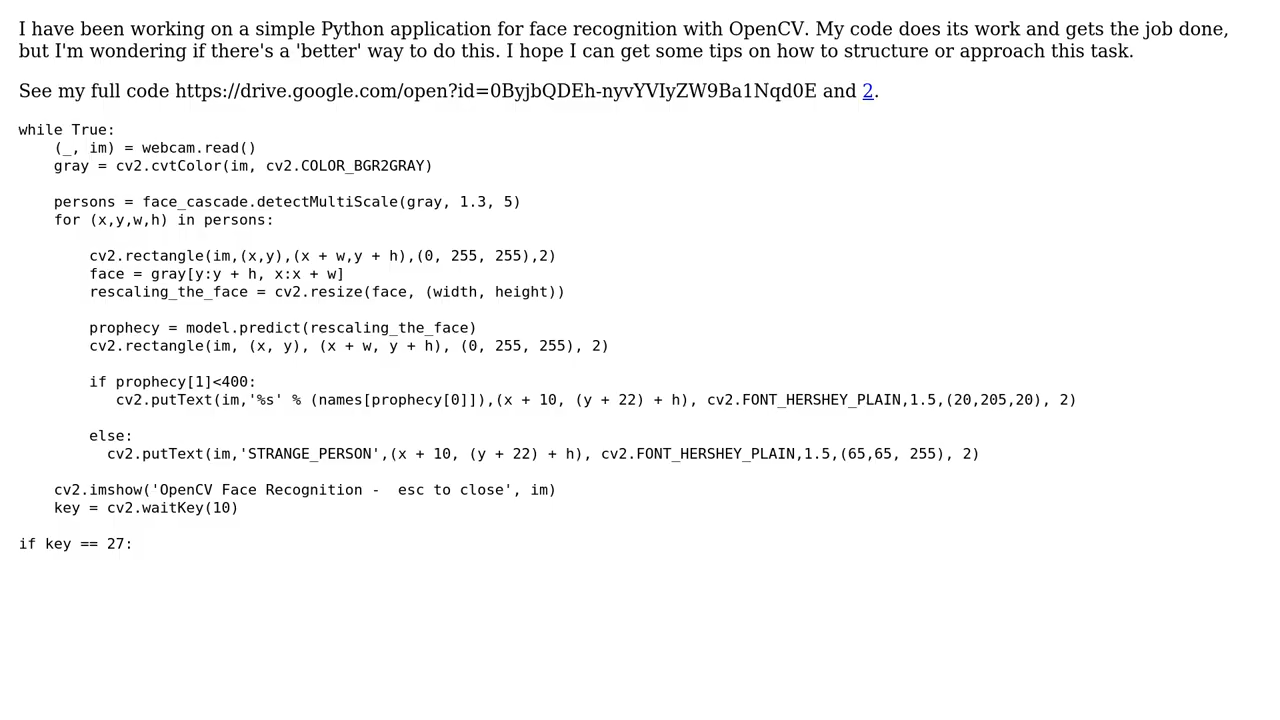 I have been working on a simple Python application for face recognition with OpenCV. My code does its work and gets the job done,
but I'm wondering if there's a 'better' way to do this. I hope I can get some tips on how to structure or approach this task.
See my full code https://drive.google.com/open?id=0ByjbQDEh-nyvYVIyZW9Ba1Nqd0E and 2.
while True:
    (_, im) = webcam.read()
    gray = cv2.cvtColor(im, cv2.COLOR_BGR2GRAY)

    persons = face_cascade.detectMultiScale(gray, 1.3, 5)
    for (x,y,w,h) in persons:

        cv2.rectangle(im,(x,y),(x + w,y + h),(0, 255, 255),2)
        face = gray[y:y + h, x:x + w]
        rescaling_the_face = cv2.resize(face, (width, height))

        prophecy = model.predict(rescaling_the_face)
        cv2.rectangle(im, (x, y), (x + w, y + h), (0, 255, 255), 2)

        if prophecy[1]<400:
           cv2.putText(im,'%s' % (names[prophecy[0]]),(x + 10, (y + 22) + h), cv2.FONT_HERSHEY_PLAIN,1.5,(20,205,20), 2)

        else:
          cv2.putText(im,'STRANGE_PERSON',(x + 10, (y + 22) + h), cv2.FONT_HERSHEY_PLAIN,1.5,(65,65, 255), 2)

    cv2.imshow('OpenCV Face Recognition -  esc to close', im)
    key = cv2.waitKey(10)

if key == 27: